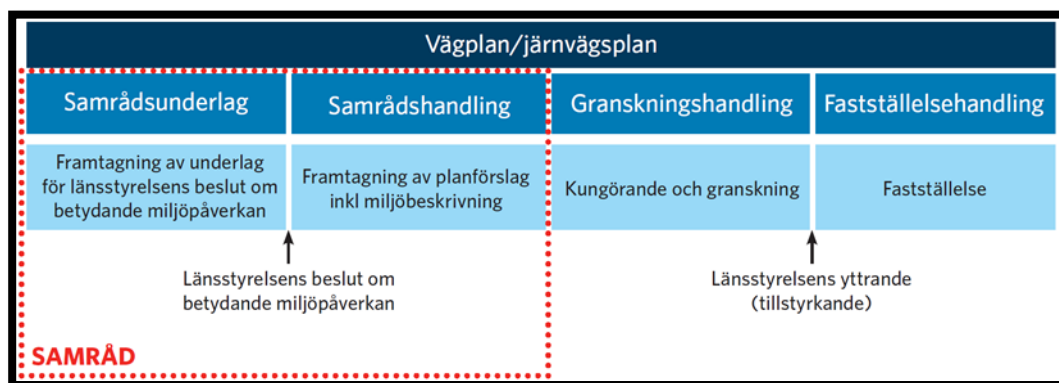 Vägplan/järnvägsplan
Samrådsunderlag
Samrådshandling
Granskningshandling
Fastställelsehandling
Framtagning av underlag
för länsstyrelsens beslut om
betydande miljöpåverkan
Framtagning av planförslag
inkl miljöbeskrivning
Kungörande och granskning
Fastställelse
Länsstyrelsens beslut om
betydande miljöpåverkan
Länsstyrelsens yttrande
(tillstyrkande)
SAMRÅD